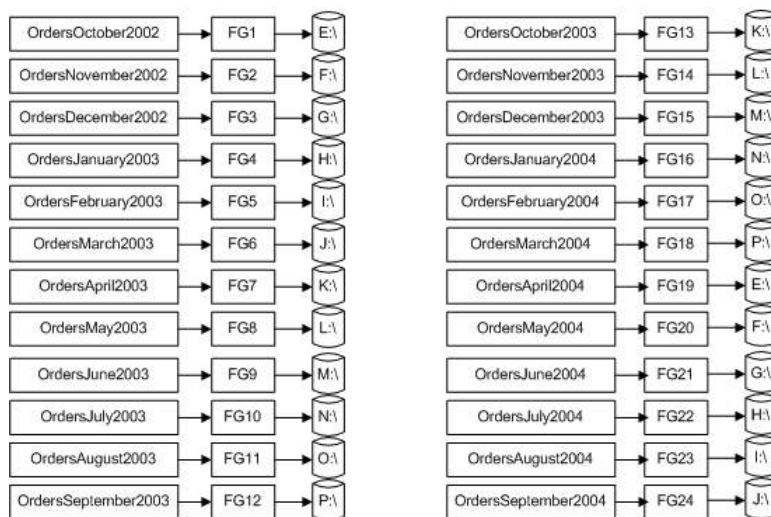 OrdersOctober2002 FG1 E:\
OrdersNovember2002 FG2 F:\
OrdersDecember2002 FG3 G:\
OrdersJanuary2003 FG4 H:\
OrdersFebruary2003 FG5 I:\
OrdersMarch2003 FG6 J:\
OrdersApril2003 FG7 K:\
OrdersMay2003 FG8 L:\
OrdersJune2003 FG9 M:\
OrdersJuly2003 FG10 N:\
OrdersAugust2003 FG11 O:\
OrdersSeptember2003 FG12 P:\
OrdersOctober2003 FG13 K:\
OrdersNovember2003 FG14 L:\
OrdersDecember2003 FG15 M:\
OrdersJanuary2004 FG16 N:\
OrdersFebruary2004 FG17 O:\
OrdersMarch2004 FG18 P:\
OrdersApril2004 FG19 E:\
OrdersMay2004 FG20 F:\
OrdersJune2004 FG21 G:\
OrdersJuly2004 FG22 H:\
OrdersAugust2004 FG23 I:\
OrdersSeptember2004 FG24 J:\